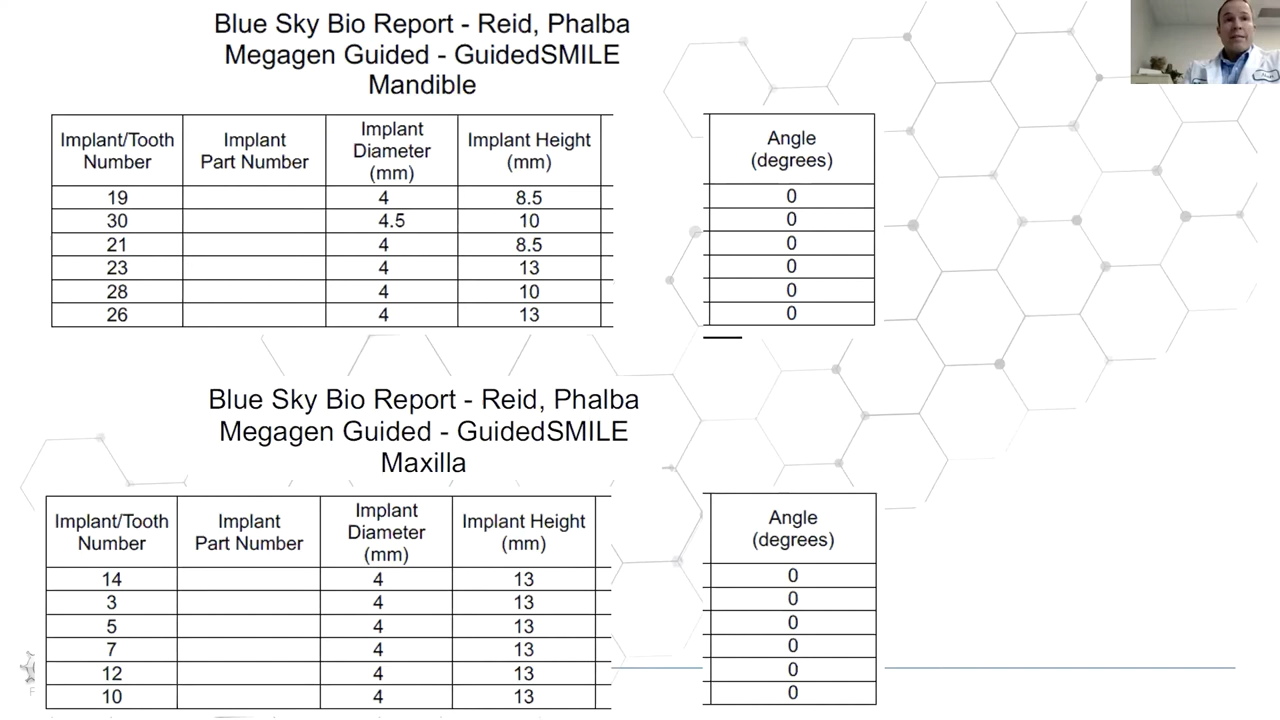 Blue Sky Bio Report - Reid, Phalba
Megagen Guided - GuidedSMILE
Mandible
Implant/Tooth Number | Implant Part Number | Implant Diameter (mm) | Implant Height (mm) | Angle (degrees)
19 | | 4 | 8.5 | 0
30 | | 4.5 | 10 | 0
21 | | 4 | 8.5 | 0
23 | | 4 | 13 | 0
28 | | 4 | 10 | 0
26 | | 4 | 13 | 0
Blue Sky Bio Report - Reid, Phalba
Megagen Guided - GuidedSMILE
Maxilla
Implant/Tooth Number | Implant Part Number | Implant Diameter (mm) | Implant Height (mm) | Angle (degrees)
14 | | 4 | 13 | 0
3 | | 4 | 13 | 0
5 | | 4 | 13 | 0
7 | | 4 | 13 | 0
12 | | 4 | 13 | 0
10 | | 4 | 13 | 0
F